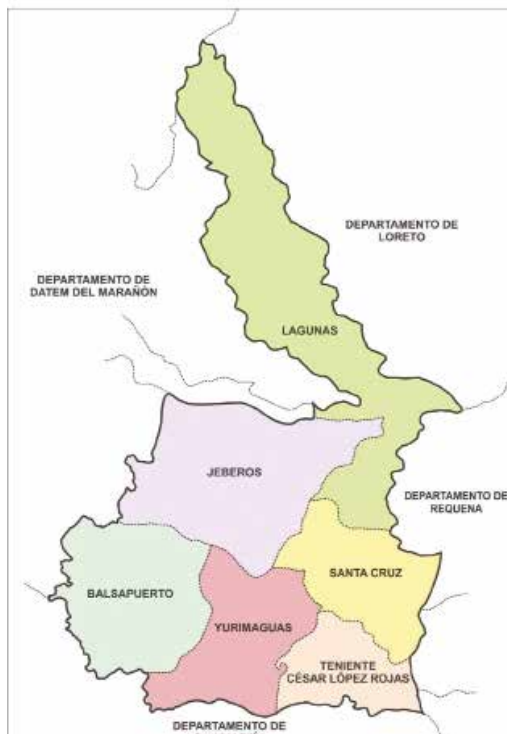 DEPARTAMENTO DE
LORETO
DEPARTAMENTO DE
DATEM DEL MARAÑÓN
LAGUNAS
JEBEROS
DEPARTAMENTO DE
REQUENA
SANTA CRUZ
BALSAPUERTO
YURIMAGUAS
TENIENTE
CÉSAR LÓPEZ ROJAS
DEPARTAMENTO DE